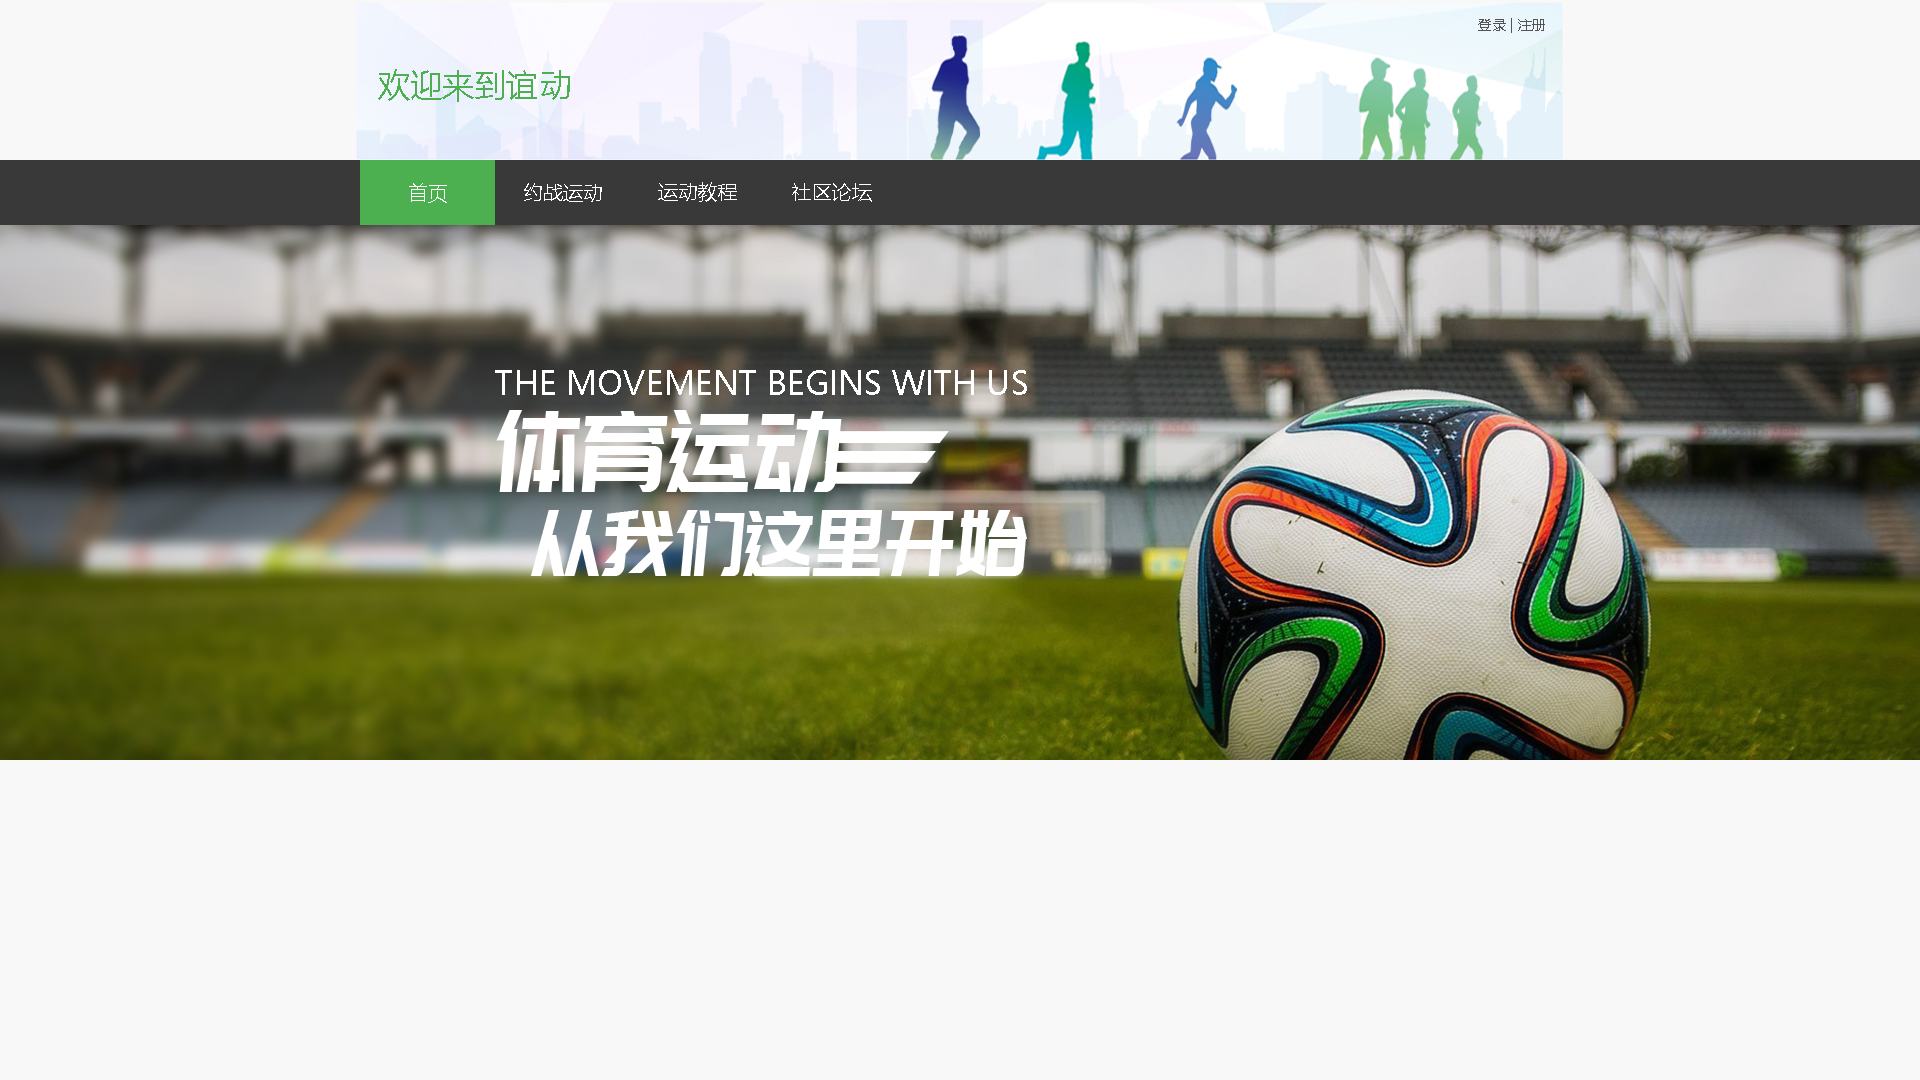 登录 | 注册
欢迎来到谊动
首页 约战运动 运动教程 社区论坛
THE MOVEMENT BEGINS WITH US
体育运动
从我们这里开始